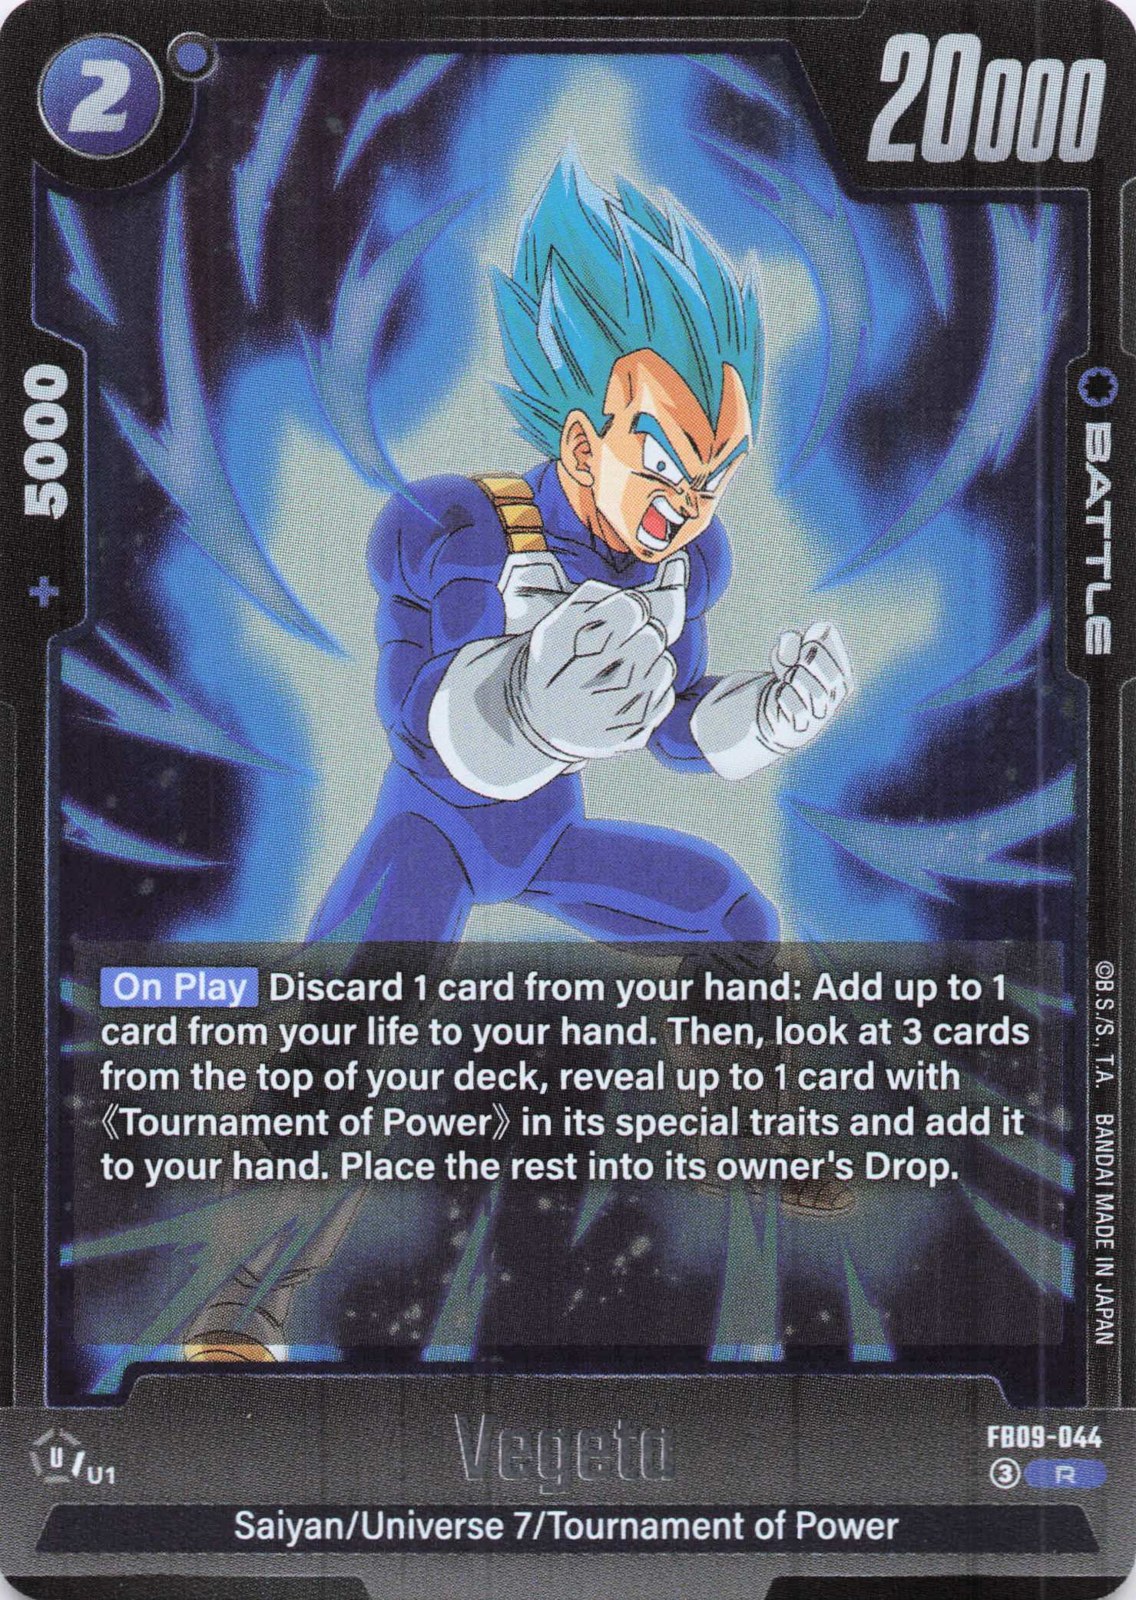 2
20000
+ 5000
BATTLE
On Play Discard 1 card from your hand: Add up to 1
card from your life to your hand. Then, look at 3 cards
from the top of your deck, reveal up to 1 card with
《Tournament of Power》 in its special traits and add it
to your hand. Place the rest into its owner's Drop.
©B.S./S., T.A BANDAI MADE IN JAPAN
U/U1
Vegeta
FB09-044
③ R
Saiyan/Universe 7/Tournament of Power